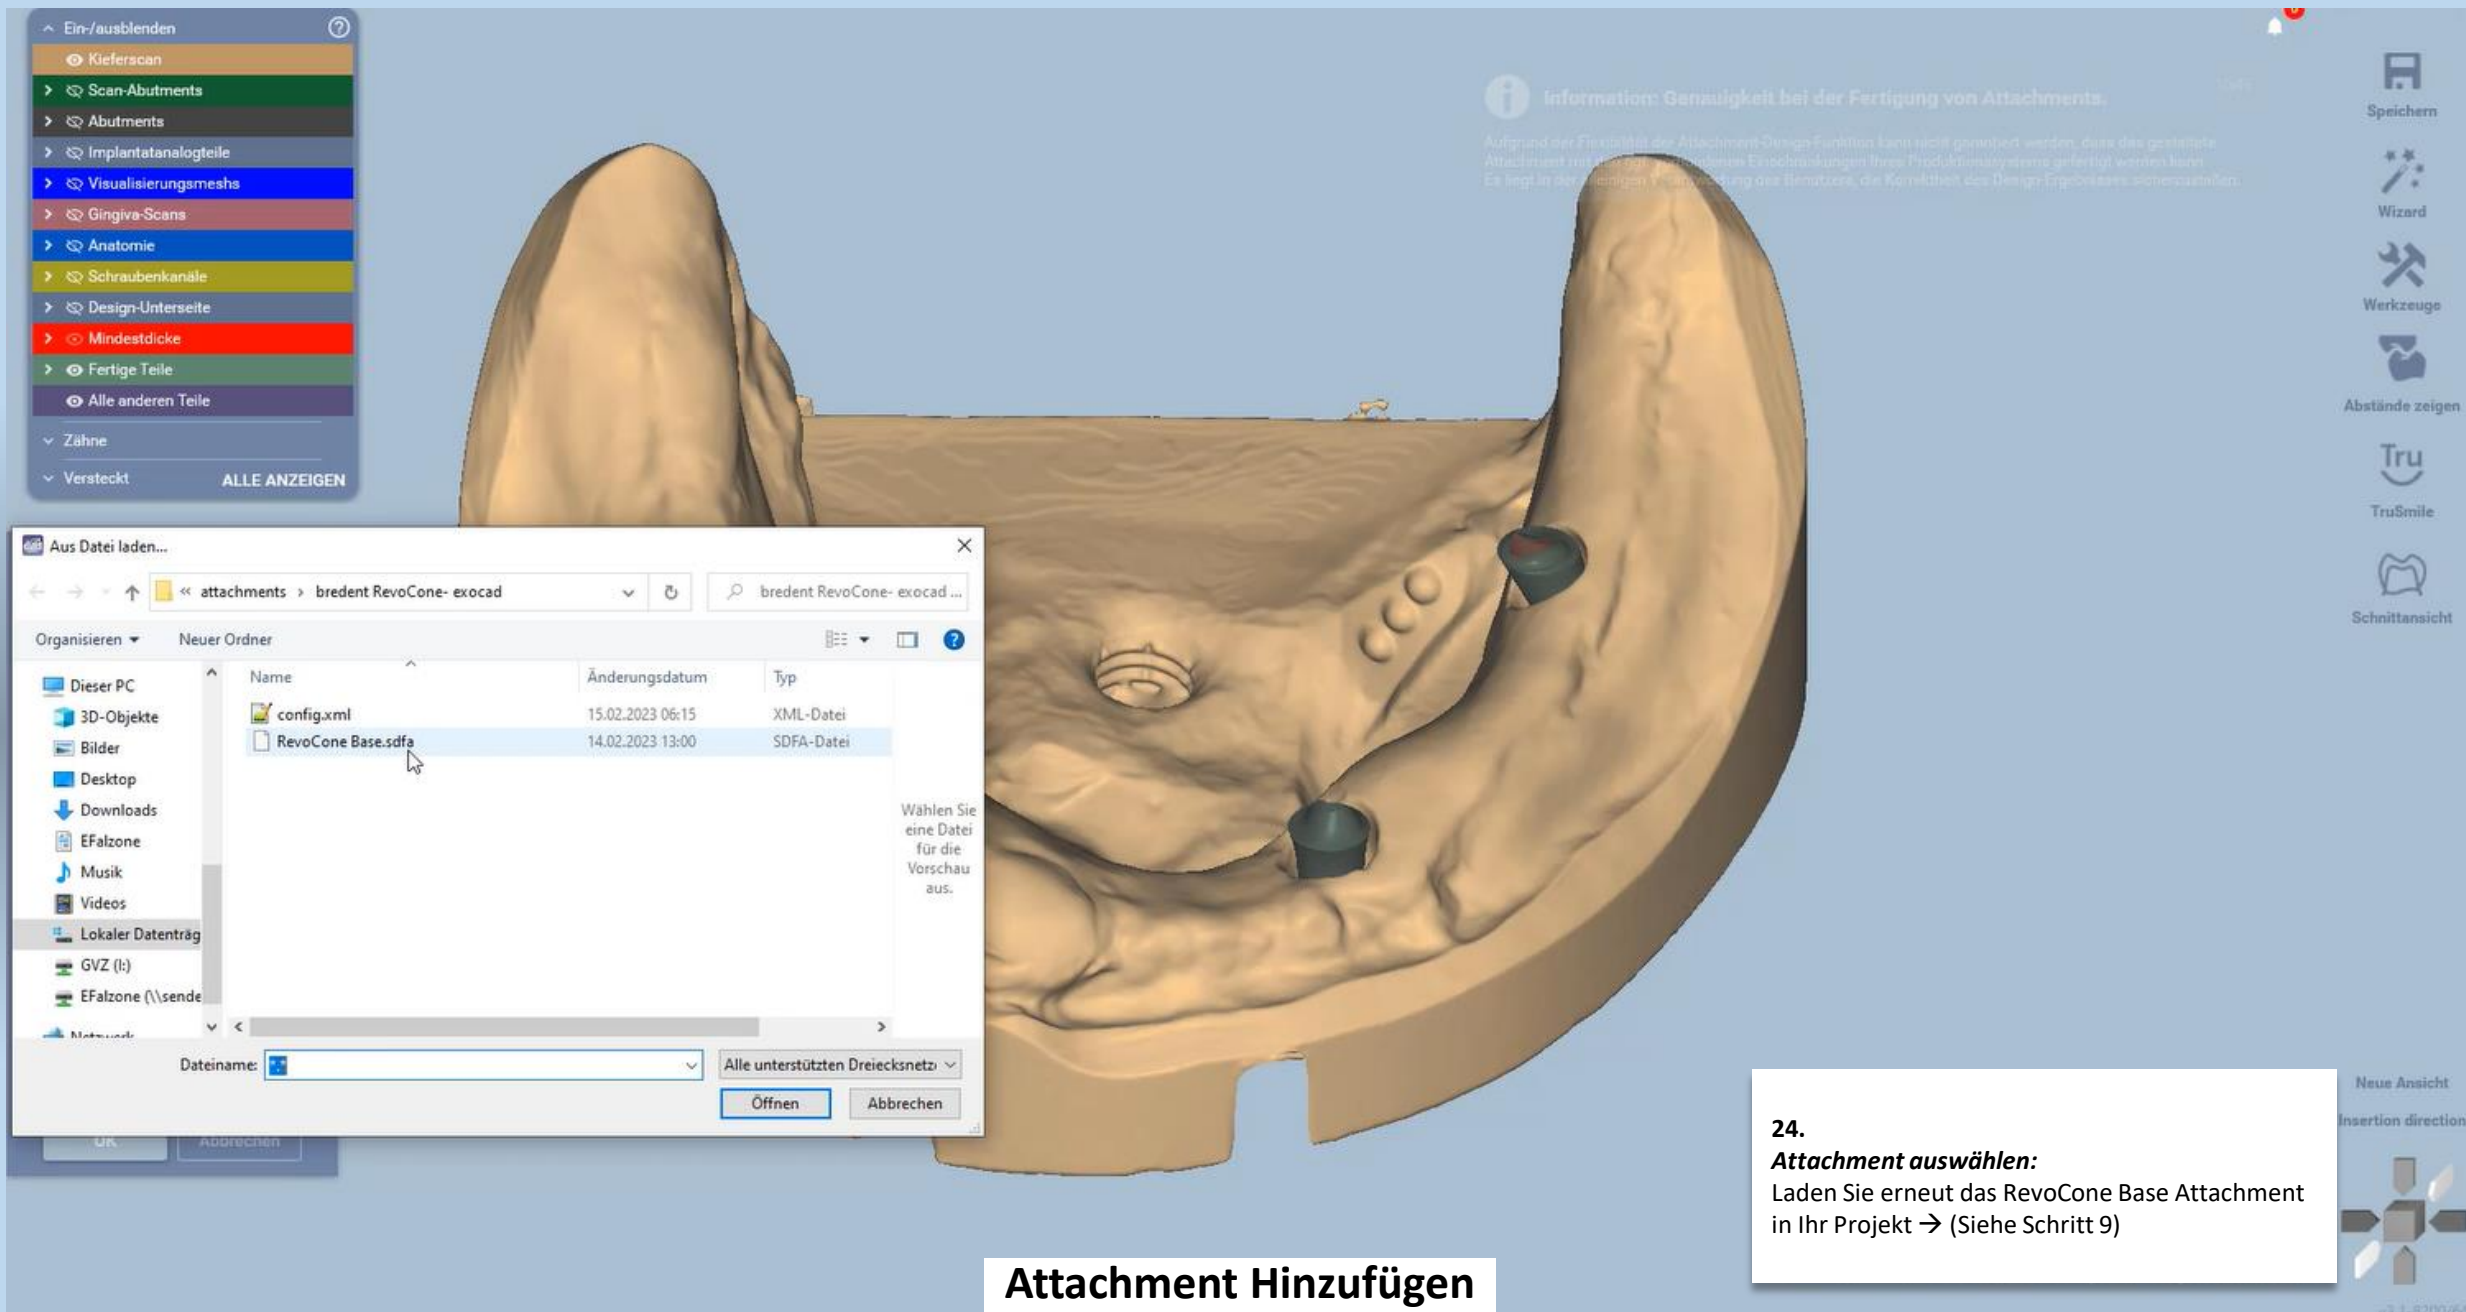 Ein-/ausblenden
Kieferscan
Scan-Abutments
Abutments
Implantatanalogteile
Visualisierungsmeshs
Gingiva-Scans
Anatomie
Schraubenkanäle
Design-Unterseite
Mindestdicke
Fertige Teile
Alle anderen Teile
Zähne
Versteckt ALLE ANZEIGEN
Information: Genauigkeit bei der Fertigung von Attachments.
Speichern
Wizard
Werkzeuge
Abstände zeigen
Tru
TruSmile
Schnittansicht
Aus Datei laden...
« attachments › bredent RevoCone- exocad
bredent RevoCone- exocad ...
Organisieren Neuer Ordner
Name Änderungsdatum Typ
config.xml 15.02.2023 06:15 XML-Datei
RevoCone Base.sdfa 14.02.2023 13:00 SDFA-Datei
Dieser PC
3D-Objekte
Bilder
Desktop
Downloads
EFalzone
Musik
Videos
Lokaler Datenträg
GVZ (I:)
EFalzone (\\sende
Netzwerk
Wählen Sie
eine Datei
für die
Vorschau
aus.
Dateiname:
Alle unterstützten Dreiecksnetz
Öffnen Abbrechen
OK Abbrechen
24.
Attachment auswählen:
Laden Sie erneut das RevoCone Base Attachment
in Ihr Projekt → (Siehe Schritt 9)
Neue Ansicht
Insertion direction
Attachment Hinzufügen